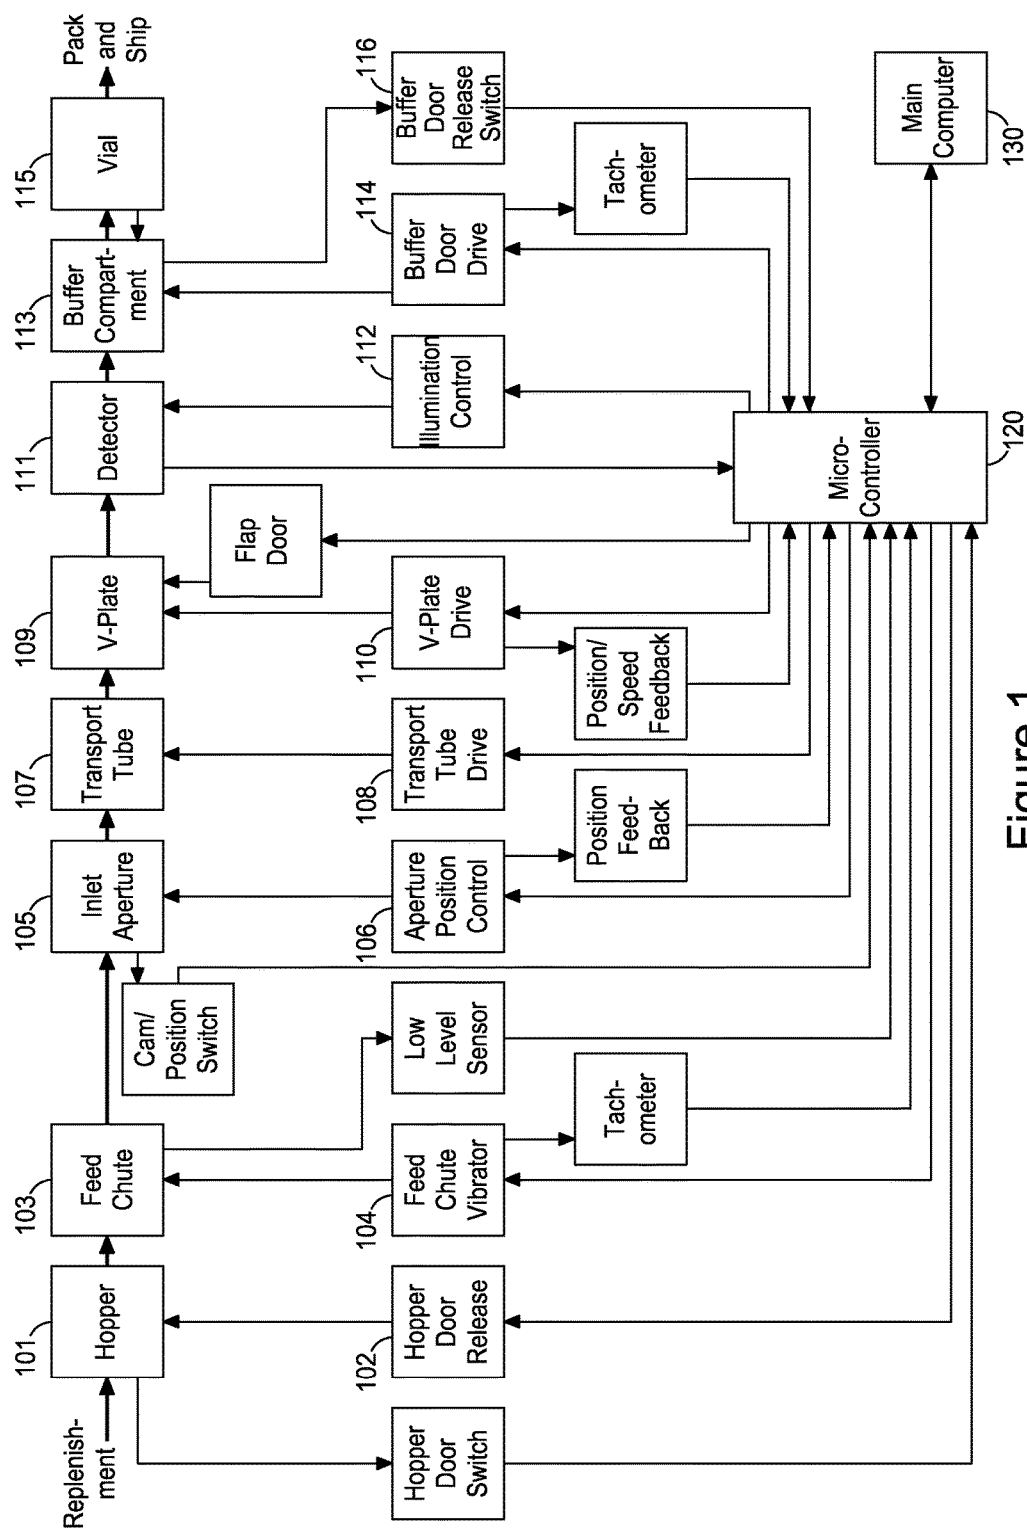 Replenish-
ment
101
Hopper
103
Feed
Chute
105
Inlet
Aperture
107
Transport
Tube
109
V-Plate
111
Detector
113
Buffer
Compart-
ment
115
Vial
Pack
and
Ship
Cam/
Position
Switch
Flap
Door
Hopper
Door
Switch
102
Hopper
Door
Release
104
Feed
Chute
Vibrator
Low
Level
Sensor
106
Aperture
Position
Control
108
Transport
Tube
Drive
110
V-Plate
Drive
112
Illumination
Control
114
Buffer
Door
Drive
116
Buffer
Door
Release
Switch
Tach-
ometer
Position
Feed-
Back
Position/
Speed
Feedback
Tach-
ometer
Micro-
Controller
120
Main
Computer
130
Figure 1